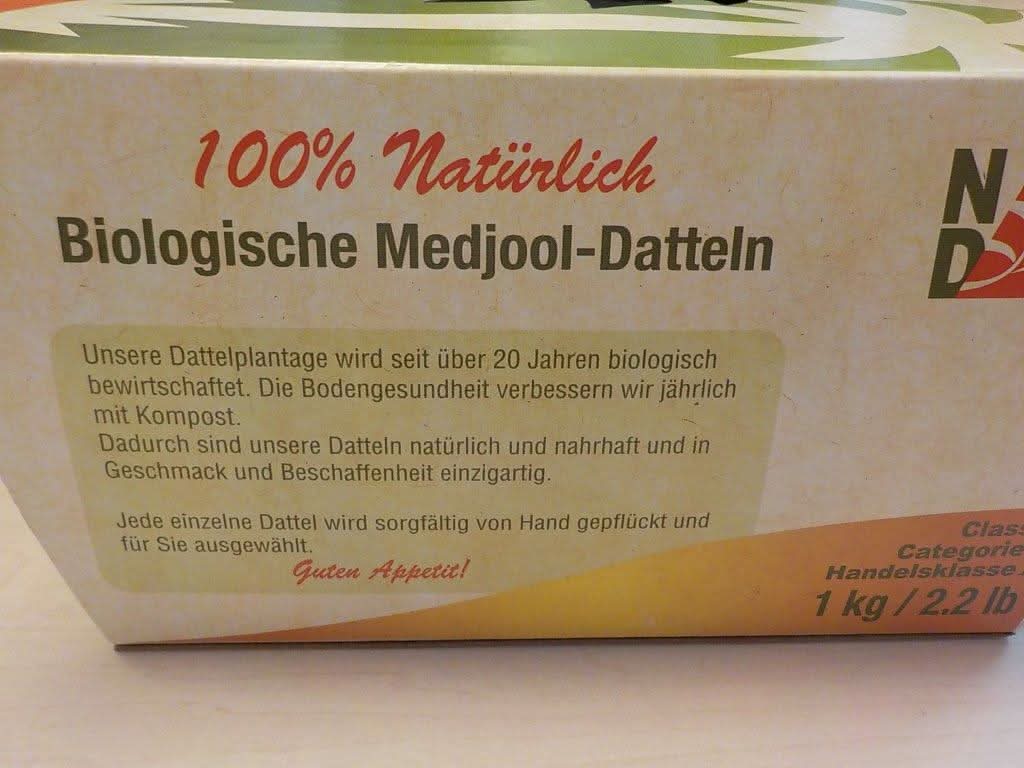 100% Natürlich
Biologische Medjool-Datteln
N
D
Unsere Dattelplantage wird seit über 20 Jahren biologisch
bewirtschaftet. Die Bodengesundheit verbessern wir jährlich
mit Kompost.
Dadurch sind unsere Datteln natürlich und nahrhaft und in
Geschmack und Beschaffenheit einzigartig.
Jede einzelne Dattel wird sorgfältig von Hand gepflückt und
für Sie ausgewählt.
Guten Appetit!
Class
Categorie
Handelsklasse
1 kg / 2.2 lb